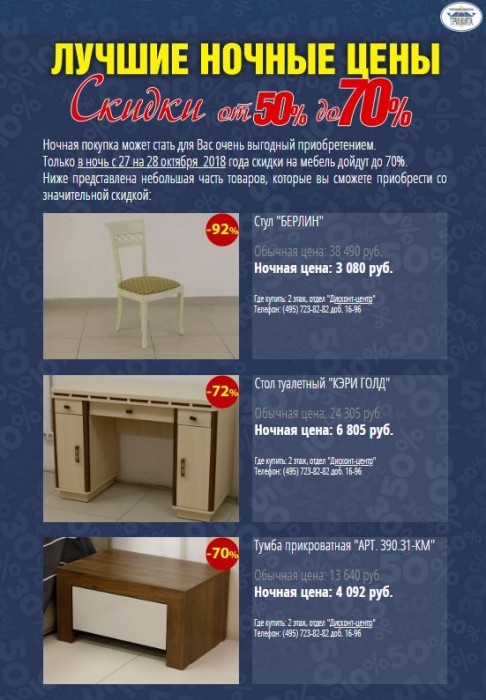 ТРИ КИТА
ЛУЧШИЕ НОЧНЫЕ ЦЕНЫ
Скидки от 50% до 70%
Ночная покупка может стать для Вас очень выгодный приобретением.
Только в ночь с 27 на 28 октября 2018 года скидки на мебель дойдут до 70%.
Ниже представлена небольшая часть товаров, которые вы сможете приобрести со
значительной скидкой:
-92%
Стул "БЕРЛИН"
Обычная цена: 38 490 руб.
Ночная цена: 3 080 руб.
Где купить: 2 этаж, отдел "Дисконт-центр"
Телефон: (495) 723-82-82 доб. 16-96
-72%
Стол туалетный "КЭРИ ГОЛД"
Обычная цена: 24 305 руб.
Ночная цена: 6 805 руб.
Где купить: 2 этаж, отдел "Дисконт-центр"
Телефон: (495) 723-82-82 доб. 16-96
-70%
Тумба прикроватная "АРТ. 390.31-КМ"
Обычная цена: 13 640 руб.
Ночная цена: 4 092 руб.
Где купить: 2 этаж, отдел "Дисконт-центр"
Телефон: (495) 723-82-82 доб. 16-96